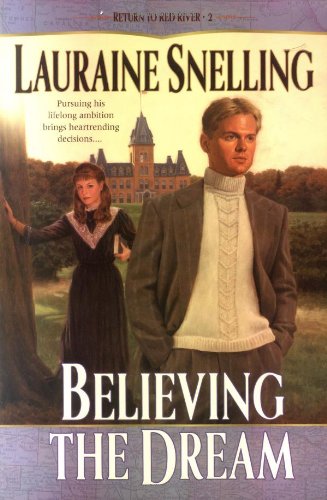 RETURN TO RED RIVER • 2
LAURAINE SNELLING
Pursuing his
lifelong ambition
brings heartrending
decisions....
BELIEVING
THE DREAM